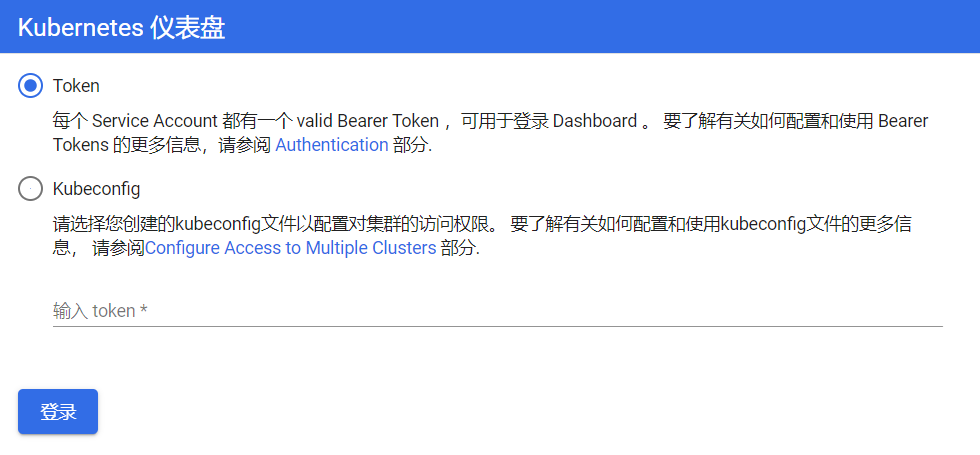 Kubernetes 仪表盘
Token
每个 Service Account 都有一个 valid Bearer Token ，可用于登录 Dashboard 。 要了解有关如何配置和使用 Bearer
Tokens 的更多信息，请参阅 Authentication 部分.
Kubeconfig
请选择您创建的kubeconfig文件以配置对集群的访问权限。 要了解有关如何配置和使用kubeconfig文件的更多信
息， 请参阅Configure Access to Multiple Clusters 部分.
输入 token *
登录